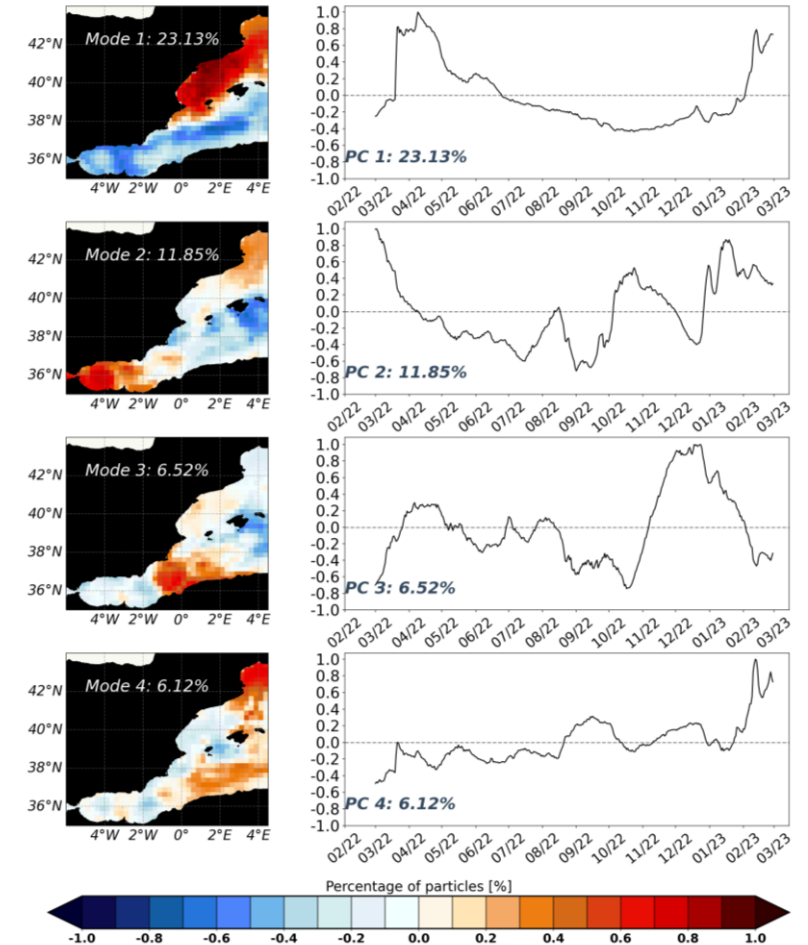 42°N
40°N
38°N
36°N
Mode 1: 23.13%
4°W 2°W 0° 2°E 4°E
1.0
0.8
0.6
0.4
0.2
0.0
-0.2
-0.4
-0.6
-0.8
-1.0
PC 1: 23.13%
02/22 03/22 04/22 05/22 06/22 07/22 08/22 09/22 10/22 11/22 12/22 01/23 02/23 03/23
42°N
40°N
38°N
36°N
Mode 2: 11.85%
4°W 2°W 0° 2°E 4°E
1.0
0.8
0.6
0.4
0.2
0.0
-0.2
-0.4
-0.6
-0.8
-1.0
PC 2: 11.85%
02/22 03/22 04/22 05/22 06/22 07/22 08/22 09/22 10/22 11/22 12/22 01/23 02/23 03/23
42°N
40°N
38°N
36°N
Mode 3: 6.52%
4°W 2°W 0° 2°E 4°E
1.0
0.8
0.6
0.4
0.2
0.0
-0.2
-0.4
-0.6
-0.8
-1.0
PC 3: 6.52%
02/22 03/22 04/22 05/22 06/22 07/22 08/22 09/22 10/22 11/22 12/22 01/23 02/23 03/23
42°N
40°N
38°N
36°N
Mode 4: 6.12%
4°W 2°W 0° 2°E 4°E
1.0
0.8
0.6
0.4
0.2
0.0
-0.2
-0.4
-0.6
-0.8
-1.0
PC 4: 6.12%
02/22 03/22 04/22 05/22 06/22 07/22 08/22 09/22 10/22 11/22 12/22 01/23 02/23 03/23
Percentage of particles [%]
-1.0 -0.8 -0.6 -0.4 -0.2 0.0 0.2 0.4 0.6 0.8 1.0